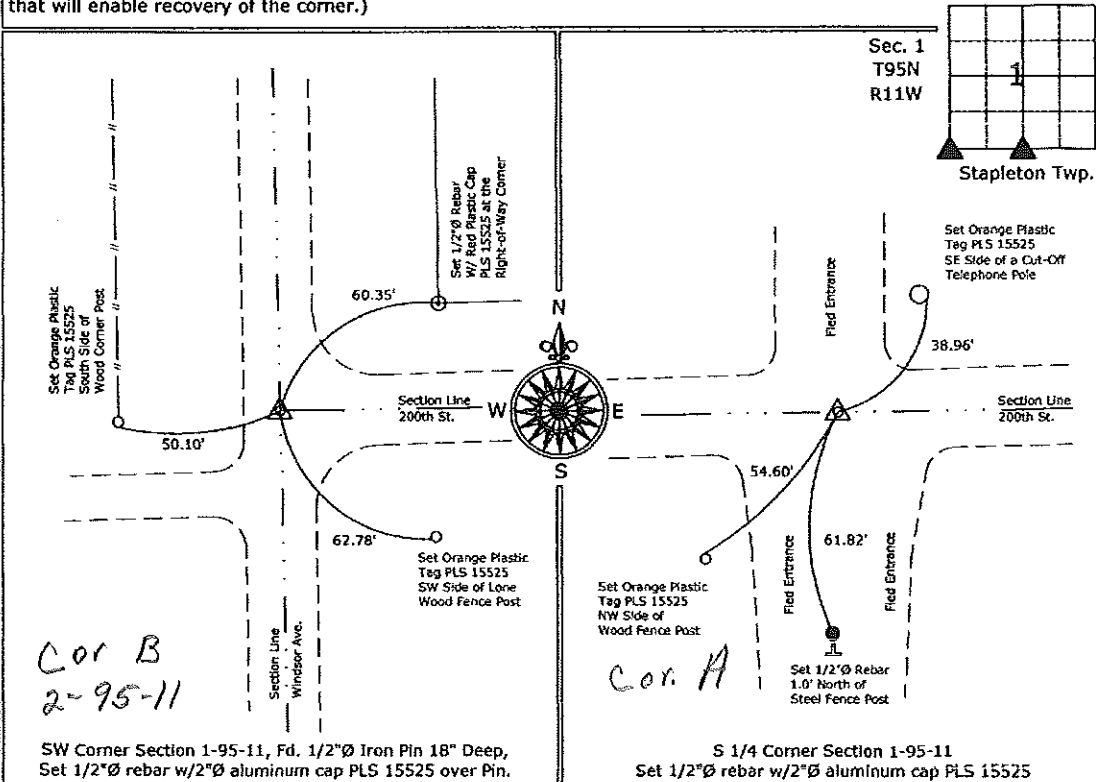 that will enable recovery of the corner.)
Sec. 1
T95N
R11W
1
Stapleton Twp.
Set Orange Plastic
Tag PLS 15525
South Side of
Wood Corner Post
Set 1/2"Ø Rebar
W/ Red Plastic Cap
PLS 15525 at the
Right-of-Way Corner
60.35'
50.10'
Section Line
200th St.
62.78'
Set Orange Plastic
Tag PLS 15525
SW Side of Lone
Wood Fence Post
Section Line
Windsor Ave.
Cor B
2-95-11
SW Corner Section 1-95-11, Fd. 1/2"Ø Iron Pin 18" Deep,
Set 1/2"Ø rebar w/2"Ø aluminum cap PLS 15525 over Pin.
N
W
E
S
Set Orange Plastic
Tag PLS 15525
SE Side of a Cut-Off
Telephone Pole
Fied Entrance
38.96'
Section Line
200th St.
54.60'
61.82'
Set Orange Plastic
Tag PLS 15525
NW Side of
Wood Fence Post
Fied Entrance
Fied Entrance
Cor. A
Set 1/2"Ø Rebar
1.0' North of
Steel Fence Post
S 1/4 Corner Section 1-95-11
Set 1/2"Ø rebar w/2"Ø aluminum cap PLS 15525